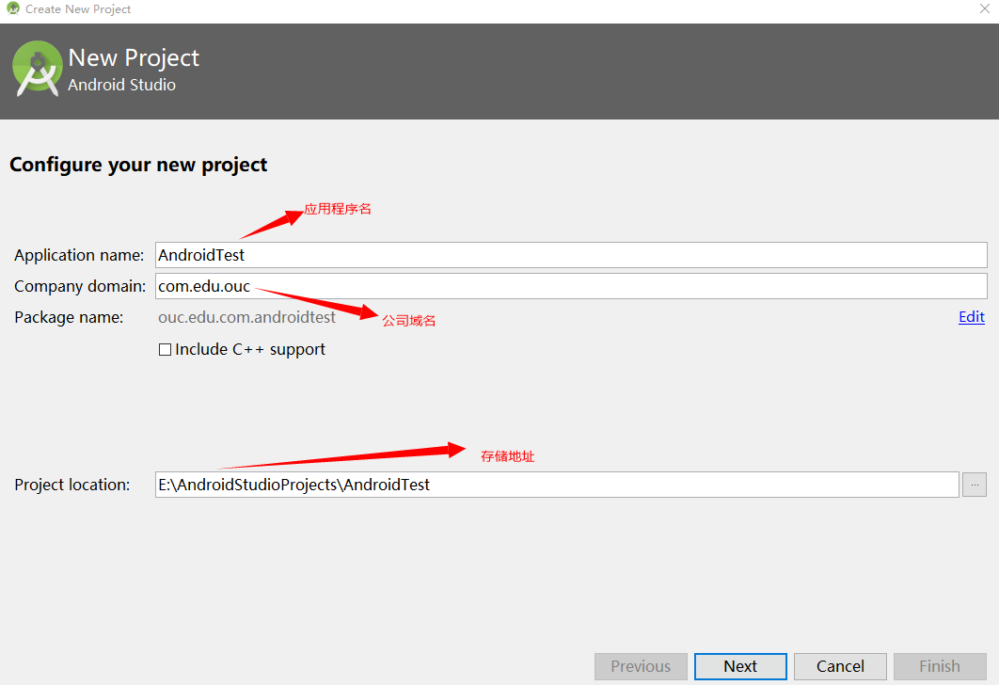 Create New Project
New Project
Android Studio
Configure your new project
应用程序名
Application name: AndroidTest
Company domain: com.edu.ouc
Package name: ouc.edu.com.androidtest Edit
公司域名
Include C++ support
存储地址
Project location: E:\AndroidStudioProjects\AndroidTest ...
Previous Next Cancel Finish